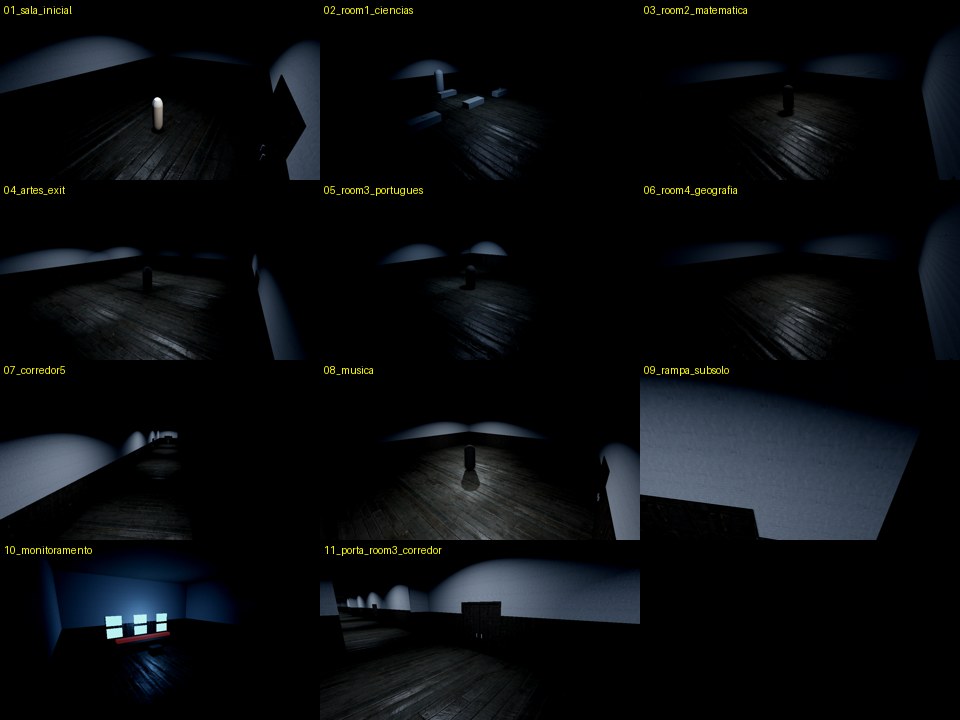 01_sala_inicial
02_room1_ciencias
03_room2_matematica
04_artes_exit
05_room3_portugues
06_room4_geografia
07_corredor5
08_musica
09_rampa_subsolo
10_monitoramento
11_porta_room3_corredor